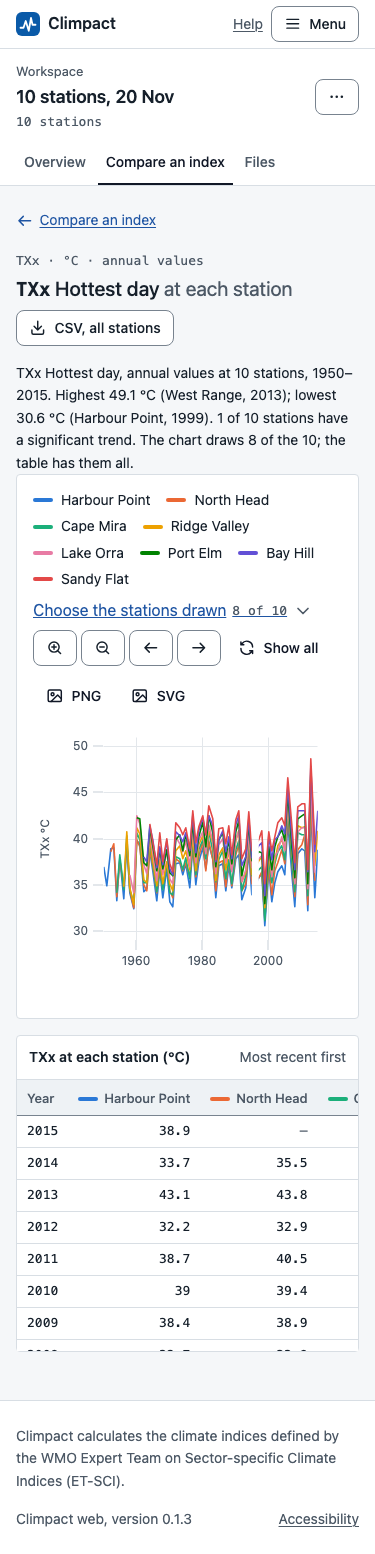 Climpact
Help
Menu
Workspace
10 stations, 20 Nov
10 stations
Overview Compare an index Files
Compare an index
TXx · °C · annual values
TXx Hottest day at each station
CSV, all stations
TXx Hottest day, annual values at 10 stations, 1950–
2015. Highest 49.1 °C (West Range, 2013); lowest
30.6 °C (Harbour Point, 1999). 1 of 10 stations have
a significant trend. The chart draws 8 of the 10; the
table has them all.
Harbour Point North Head
Cape Mira Ridge Valley
Lake Orra Port Elm Bay Hill
Sandy Flat
Choose the stations drawn 8 of 10
Show all
PNG SVG
50
45
40
35
30
TXx °C
1960 1980 2000
TXx at each station (°C) Most recent first
Year Harbour Point North Head
2015 38.9 –
2014 33.7 35.5
2013 43.1 43.8
2012 32.2 32.9
2011 38.7 40.5
2010 39 39.4
2009 38.4 38.9
Climpact calculates the climate indices defined by
the WMO Expert Team on Sector-specific Climate
Indices (ET-SCI).
Climpact web, version 0.1.3 Accessibility